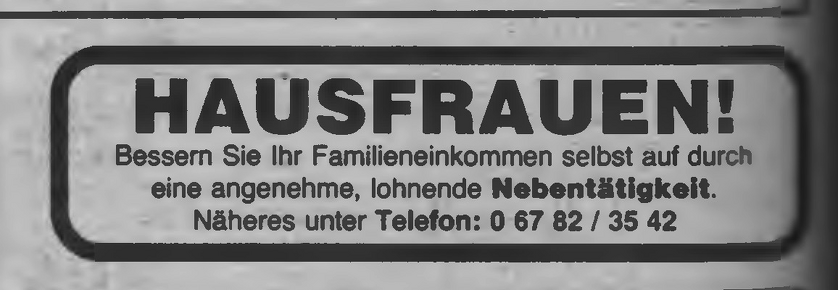 HAUSFRAUEN!
Bessern Sie Ihr Familieneinkommen selbst auf durch
eine angenehme, lohnende Nebentätigkeit.
Näheres unter Telefon: 0 67 82 / 35 42